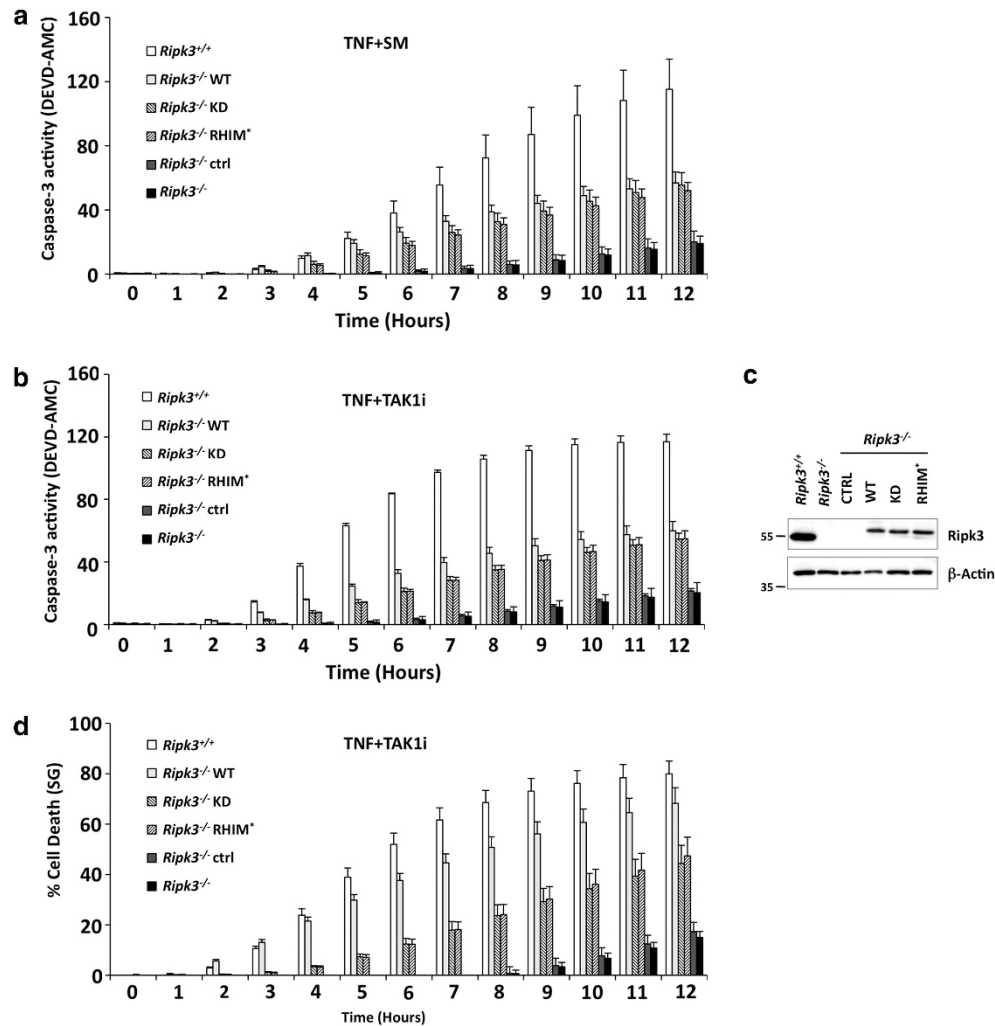 a
TNF+SM
Caspase-3 activity (DEVD-AMC)
160
120
80
40
0
Ripk3+/+
Ripk3-/- WT
Ripk3-/- KD
Ripk3-/- RHIM*
Ripk3-/- ctrl
Ripk3-/-
0 1 2 3 4 5 6 7 8 9 10 11 12
Time (Hours)
b
TNF+TAK1i
Caspase-3 activity (DEVD-AMC)
160
120
80
40
0
Ripk3+/+
Ripk3-/- WT
Ripk3-/- KD
Ripk3-/- RHIM*
Ripk3-/- ctrl
Ripk3-/-
0 1 2 3 4 5 6 7 8 9 10 11 12
Time (Hours)
c
Ripk3-/-
Ripk3+/+ Ripk3-/- CTRL WT KD RHIM*
55 Ripk3
35 β-Actin
d
TNF+TAK1i
% Cell Death (SG)
100
80
60
40
20
0
Ripk3+/+
Ripk3-/- WT
Ripk3-/- KD
Ripk3-/- RHIM*
Ripk3-/- ctrl
Ripk3-/-
0 1 2 3 4 5 6 7 8 9 10 11 12
Time (Hours)